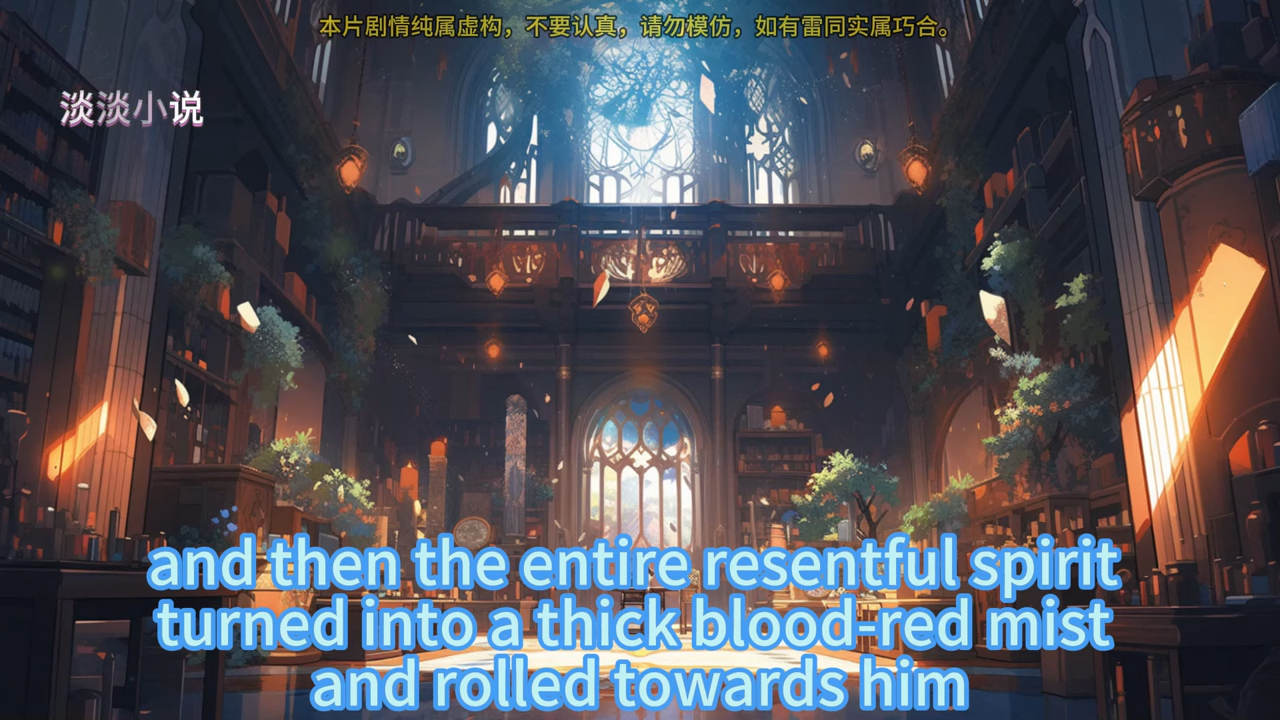 本片剧情纯属虚构，不要认真，请勿模仿，如有雷同实属巧合。
淡淡小说
and then the entire resentful spirit
turned into a thick blood-red mist
and rolled towards him